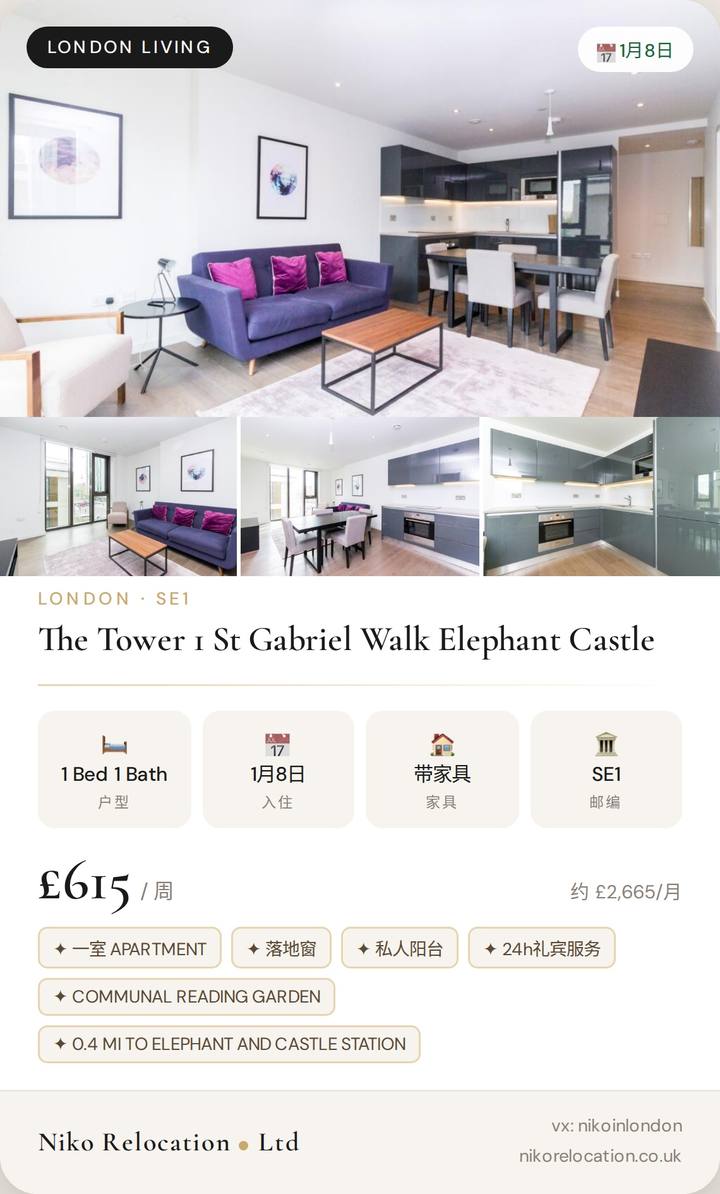 LONDON LIVING
📅 1月8日
LONDON · SE1
The Tower 1 St Gabriel Walk Elephant Castle
🛏️ 📅 🏠 🏛️
1 Bed 1 Bath 1月8日 带家具 SE1
户型 入住 家具 邮编
£615 / 周 约 £2,665/月
✦ 一室 APARTMENT ✦ 落地窗 ✦ 私人阳台 ✦ 24h礼宾服务
✦ COMMUNAL READING GARDEN
✦ 0.4 MI TO ELEPHANT AND CASTLE STATION
Niko Relocation • Ltd
vx: nikoinlondon
nikorelocation.co.uk